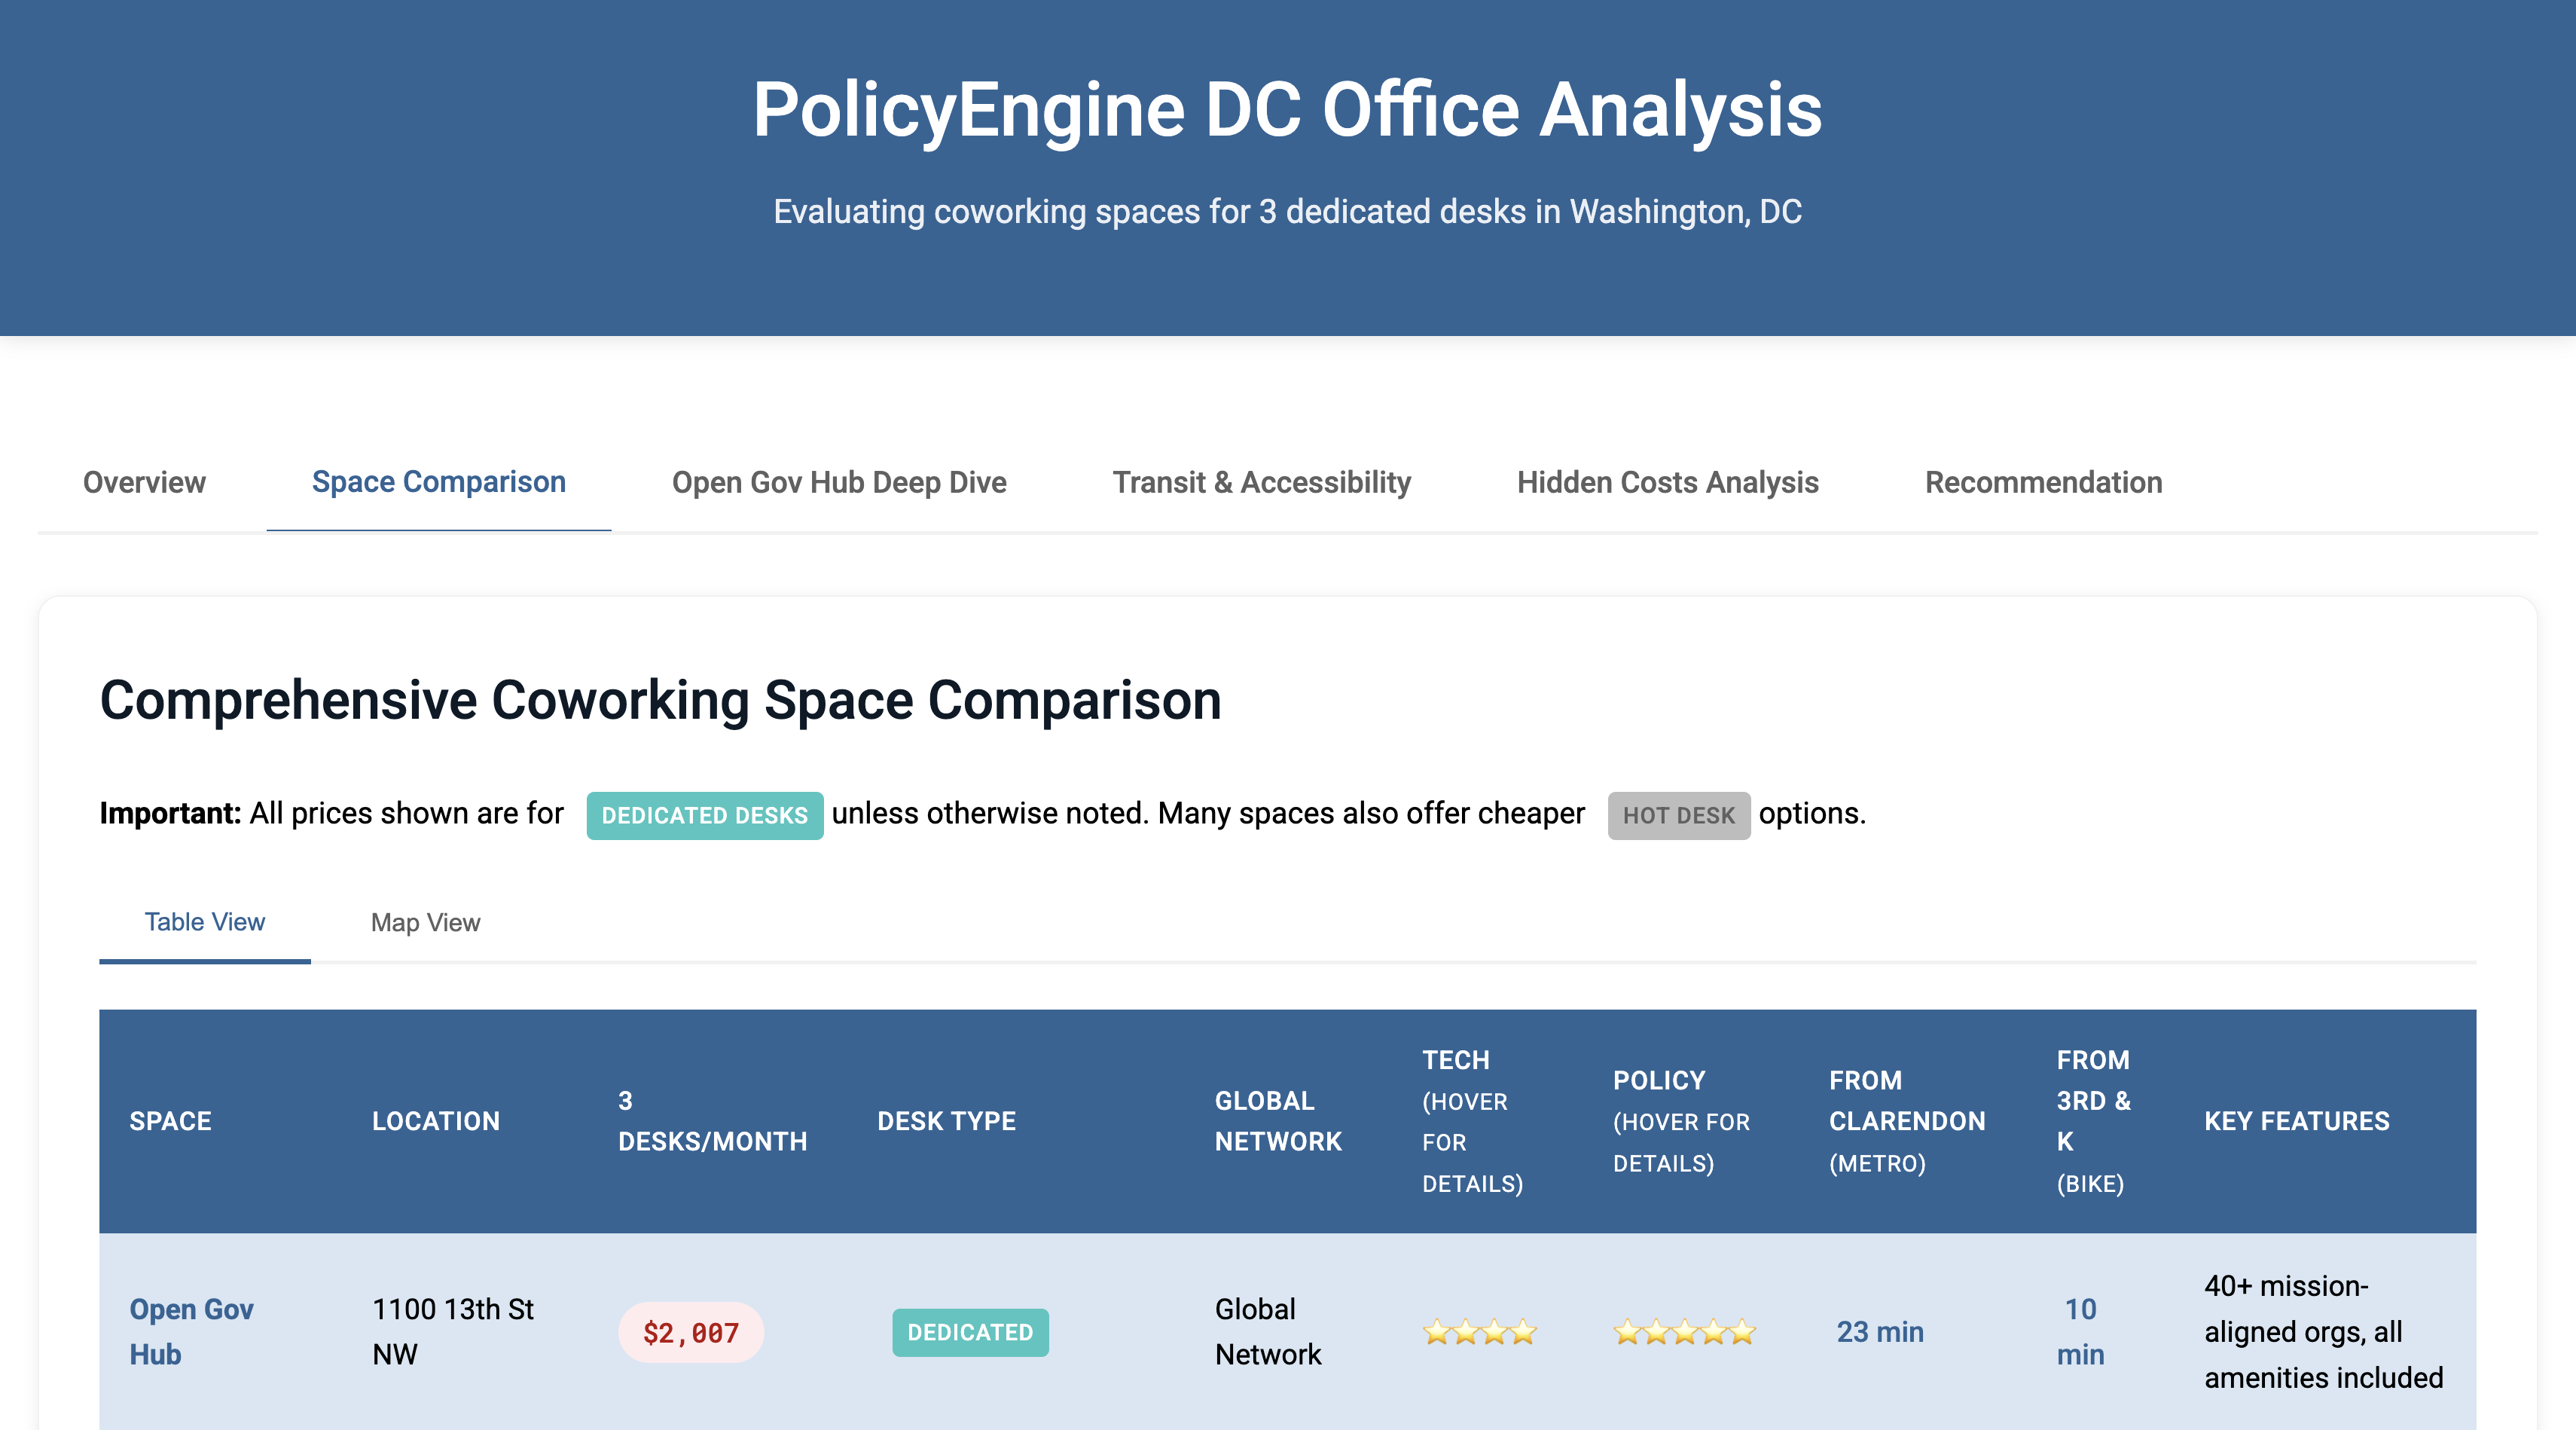 PolicyEngine DC Office Analysis
Evaluating coworking spaces for 3 dedicated desks in Washington, DC
Overview
Space Comparison
Open Gov Hub Deep Dive
Transit & Accessibility
Hidden Costs Analysis
Recommendation
Comprehensive Coworking Space Comparison
Important: All prices shown are for DEDICATED DESKS unless otherwise noted. Many spaces also offer cheaper HOT DESK options.
Table View
Map View
SPACE
LOCATION
3
DESKS/MONTH
DESK TYPE
GLOBAL
NETWORK
TECH
(HOVER
FOR
DETAILS)
POLICY
(HOVER FOR
DETAILS)
FROM
CLARENDON
(METRO)
FROM
3RD &
K
(BIKE)
KEY FEATURES
Open Gov
Hub
1100 13th St
NW
$2,007
DEDICATED
Global
Network
23 min
10
min
40+ mission-
aligned orgs, all
amenities included